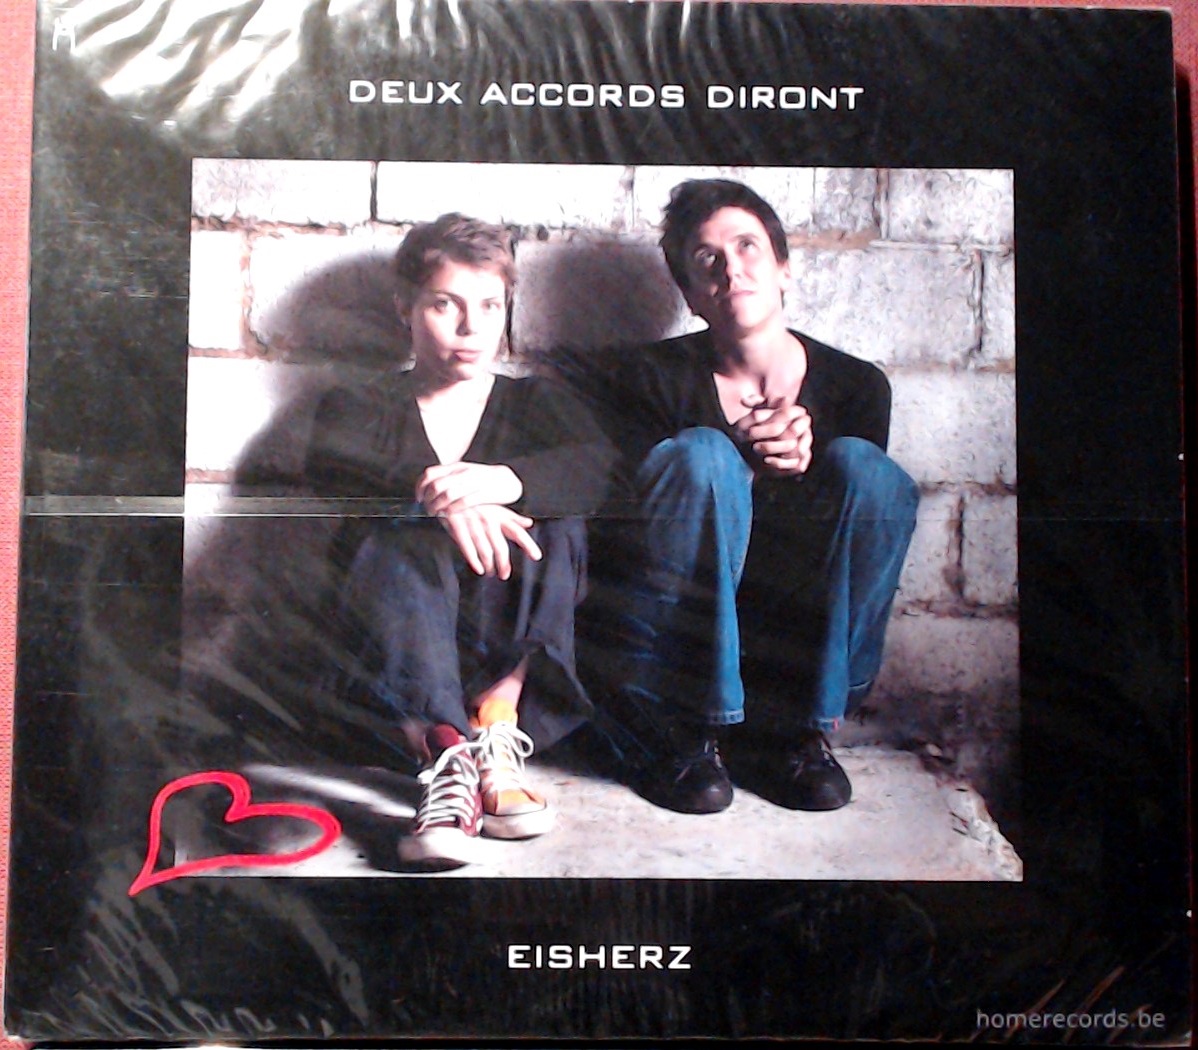 DEUX ACCORDS DIRONT
EISHERZ
homerecords.be